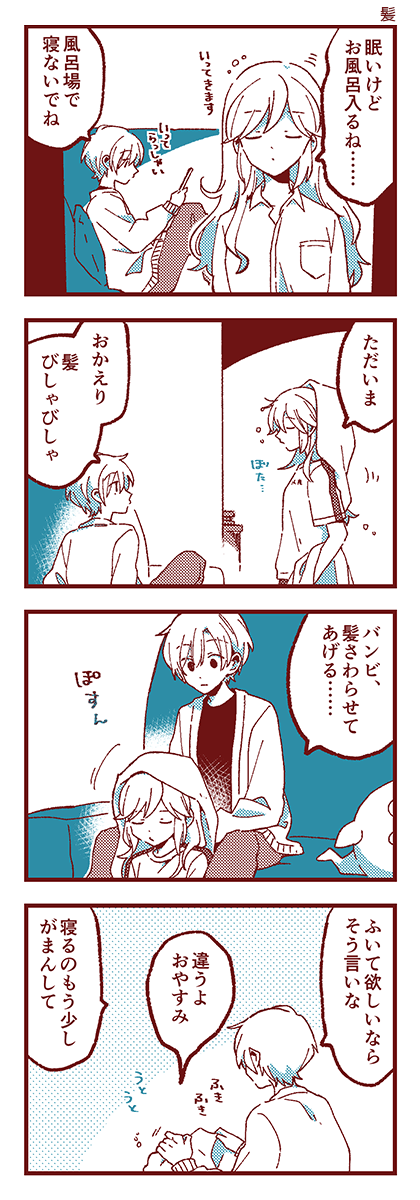 髪
眠いけど
お風呂入るね……
いってきます
いって
らっしゃい
風呂場で
寝ないでね
ただいま
ぽた…
おかえり
髪
びしゃびしゃ
バンビ、
髪さわらせて
あげる……
ぽすん
ふいて欲しいなら
そう言いな
違うよ
おやすみ
ふき
ふき
うと
うと
寝るのもう少し
がまんして